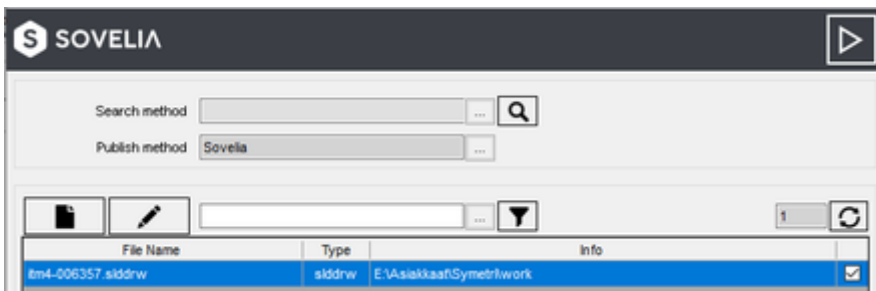 S SOVELIA
Search method ...
Publish method Sovelia ...
... 1
File Name Type Info
itm4-006357.slddrw slddrw E:\Asiakkaat\Symetri\work